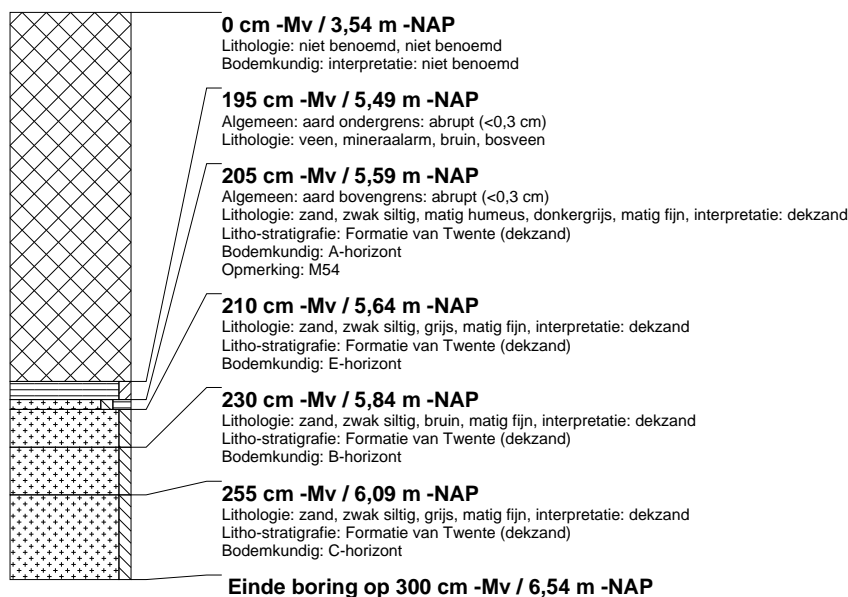 0 cm -Mv / 3,54 m -NAP
Lithologie: niet benoemd, niet benoemd
Bodemkundig: interpretatie: niet benoemd
195 cm -Mv / 5,49 m -NAP
Algemeen: aard ondergrens: abrupt (<0,3 cm)
Lithologie: veen, mineraalarm, bruin, bosveen
205 cm -Mv / 5,59 m -NAP
Algemeen: aard bovengrens: abrupt (<0,3 cm)
Lithologie: zand, zwak siltig, matig humeus, donkergrijs, matig fijn, interpretatie: dekzand
Litho-stratigrafie: Formatie van Twente (dekzand)
Bodemkundig: A-horizont
Opmerking: M54
210 cm -Mv / 5,64 m -NAP
Lithologie: zand, zwak siltig, grijs, matig fijn, interpretatie: dekzand
Litho-stratigrafie: Formatie van Twente (dekzand)
Bodemkundig: E-horizont
230 cm -Mv / 5,84 m -NAP
Lithologie: zand, zwak siltig, bruin, matig fijn, interpretatie: dekzand
Litho-stratigrafie: Formatie van Twente (dekzand)
Bodemkundig: B-horizont
255 cm -Mv / 6,09 m -NAP
Lithologie: zand, zwak siltig, grijs, matig fijn, interpretatie: dekzand
Litho-stratigrafie: Formatie van Twente (dekzand)
Bodemkundig: C-horizont
Einde boring op 300 cm -Mv / 6,54 m -NAP